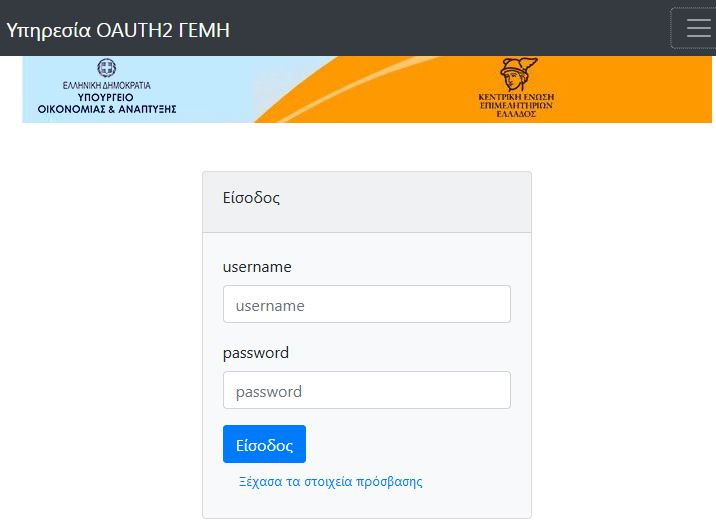 Υπηρεσία OAUTH2 ΓΕΜΗ
ΕΛΛΗΝΙΚΗ ΔΗΜΟΚΡΑΤΙΑ
ΥΠΟΥΡΓΕΙΟ
ΟΙΚΟΝΟΜΙΑΣ & ΑΝΑΠΤΥΞΗΣ
ΚΕΝΤΡΙΚΗ ΕΝΩΣΗ
ΕΠΙΜΕΛΗΤΗΡΙΩΝ
ΕΛΛΑΔΟΣ
Είσοδος
username
username
password
password
Είσοδος
Ξέχασα τα στοιχεία πρόσβασης